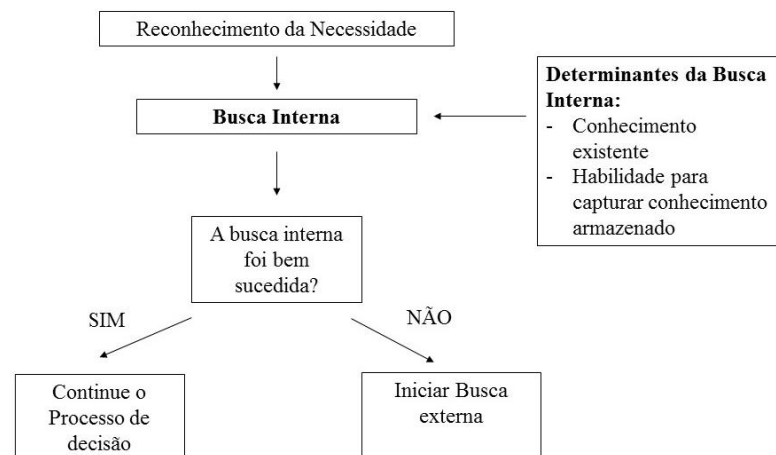 Reconhecimento da Necessidade
Busca Interna
Determinantes da Busca
Interna:
- Conhecimento
existente
- Habilidade para
capturar conhecimento
armazenado
A busca interna
foi bem
sucedida?
SIM
NÃO
Continue o
Processo de
decisão
Iniciar Busca
externa